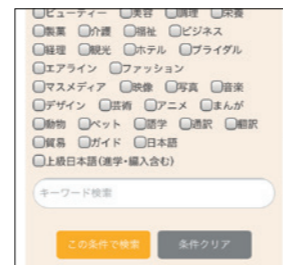 □ビューティー □美容 □調理 □栄養
□製菓 □介護 □福祉 □ビジネス
□経理 □観光 □ホテル □ブライダル
□エアライン □ファッション
□マスメディア □映像 □写真 □音楽
□デザイン □芸術 □アニメ □まんが
□動物 □ペット □語学 □通訳 □翻訳
□貿易 □ガイド □日本語
□上級日本語(進学・編入含む)
キーワード検索
この条件で検索 条件クリア